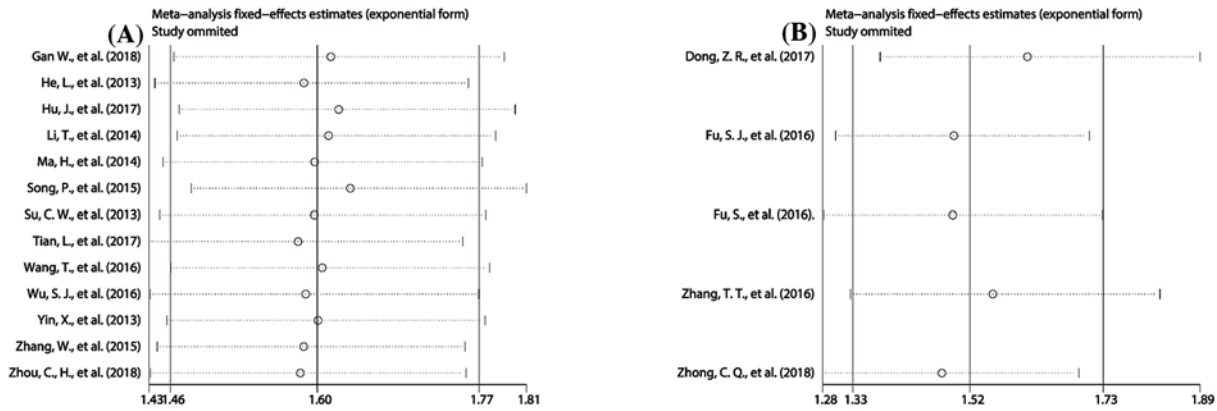 Meta-analysis fixed-effects estimates (exponential form)
(A) Study ommited
Gan W., et al. (2018)
He, L., et al. (2013)
Hu, J., et al. (2017)
Li, T., et al. (2014)
Ma, H., et al. (2014)
Song, P., et al. (2015)
Su, C. W., et al. (2013)
Tian, L., et al. (2017)
Wang, T., et al. (2016)
Wu, S. J., et al. (2016)
Yin, X., et al. (2013)
Zhang, W., et al. (2015)
Zhou, C. H., et al. (2018)
1.43 1.46 1.60 1.77 1.81
Meta-analysis fixed-effects estimates (exponential form)
(B) Study ommited
Dong, Z. R., et al. (2017)
Fu, S. J., et al. (2016)
Fu, S., et al. (2016).
Zhang, T. T., et al. (2016)
Zhong, C. Q., et al. (2018)
1.28 1.33 1.52 1.73 1.89